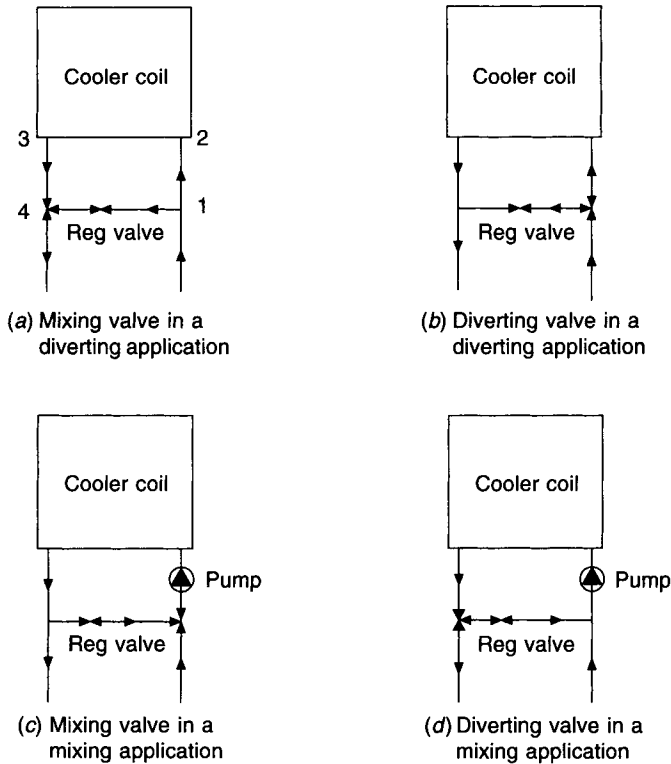 Cooler coil
3
2
4
1
Reg valve
(a) Mixing valve in a
diverting application
Cooler coil
Reg valve
(b) Diverting valve in a
diverting application
Cooler coil
Pump
Reg valve
(c) Mixing valve in a
mixing application
Cooler coil
Pump
Reg valve
(d) Diverting valve in a
mixing application